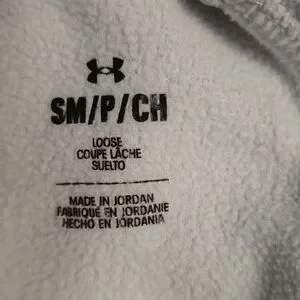 SM/P/CH
LOOSE
COUPE LÂCHE
SUELTO
MADE IN JORDAN
FABRIQUÉ EN JORDANIE
HECHO EN JORDANIA